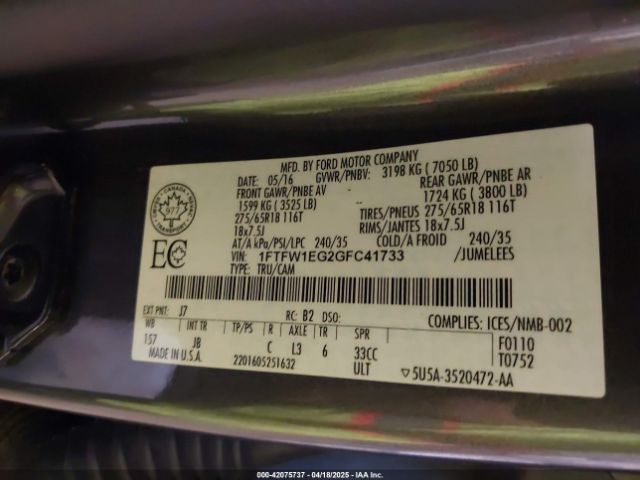 MFD. BY FORD MOTOR COMPANY
DATE: 05/16 GVWR/PNBV: 3198 KG ( 7050 LB)
FRONT GAWR/PNBE AV REAR GAWR/PNBE AR
1599 KG ( 3525 LB) 1724 KG ( 3800 LB)
275/65R18 116T TIRES/PNEUS 275/65R18 116T
18x7.5J RIMS/JANTES 18x7.5J
AT/A kPa/PSI/LPC 240/35 COLD/A FROID 240/35
VIN: 1FTFW1EG2GFC41733 /JUMELEES
TYPE: TRU/CAM
CANADA
977
TRANSPORT
EC
EXT PNT: J7 RC: B2 DSO: COMPLIES: ICES/NMB-002
WB INT TR TP/PS R AXLE TR SPR F0110
157 JB C L3 6 33CC T0752
MADE IN U.S.A. 2201605251632 ULT 5U5A-3520472-AA
000-42075737 - 04/18/2025 - IAA Inc.